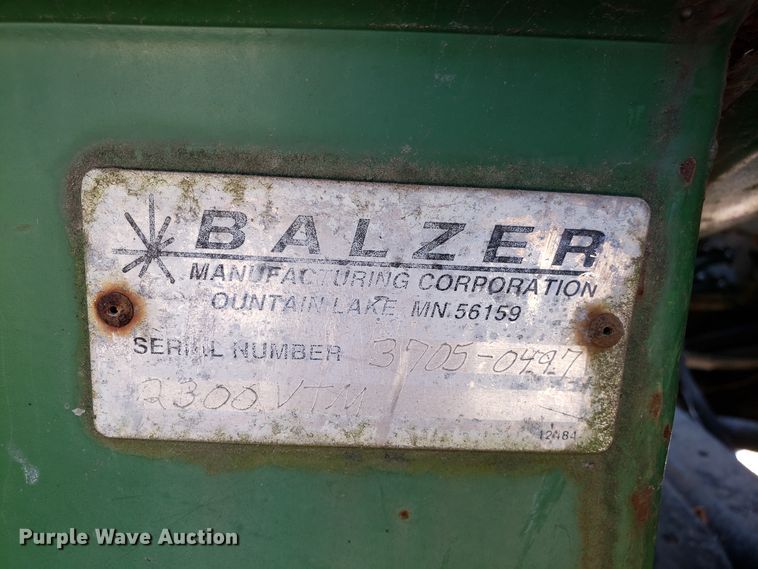 BALZER
MANUFACTURING CORPORATION
OUNTAIN LAKE, MN 56159
SERIAL NUMBER 3705-0497
2300 VTM
12484
Purple Wave Auction